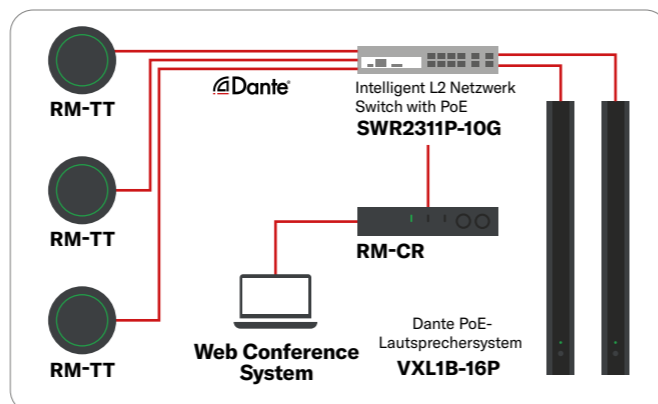 RM-TT
Dante®
Intelligent L2 Netzwerk
Switch with PoE
SWR2311P-10G
RM-TT
RM-CR
RM-TT
Web Conference
System
Dante PoE-
Lautsprechersystem
VXL1B-16P